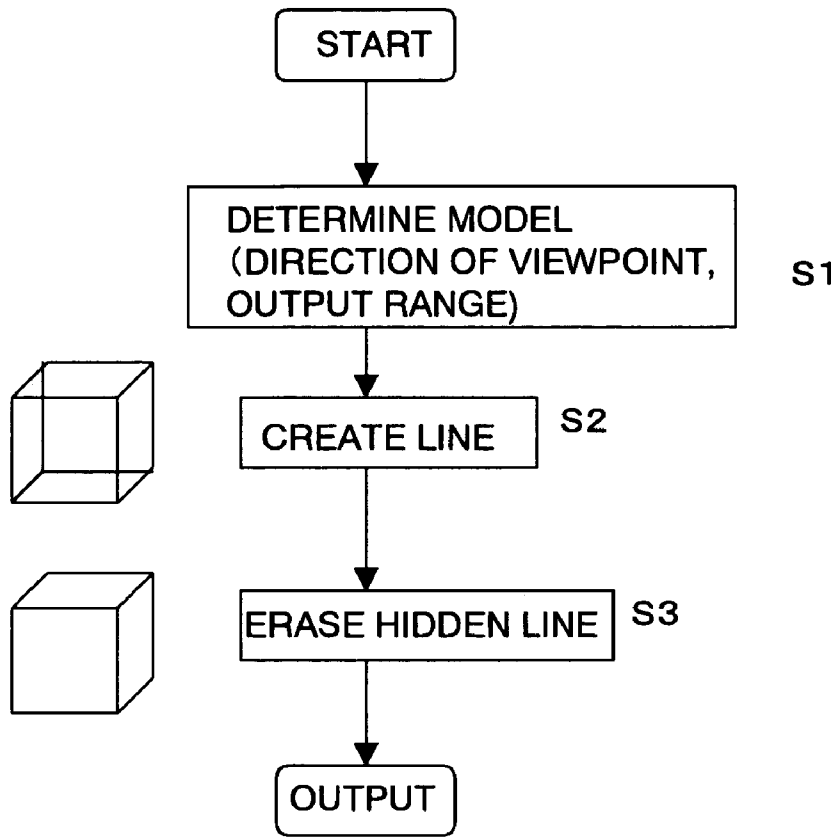 START
DETERMINE MODEL
(DIRECTION OF VIEWPOINT,
OUTPUT RANGE)
S1
CREATE LINE
S2
ERASE HIDDEN LINE
S3
OUTPUT